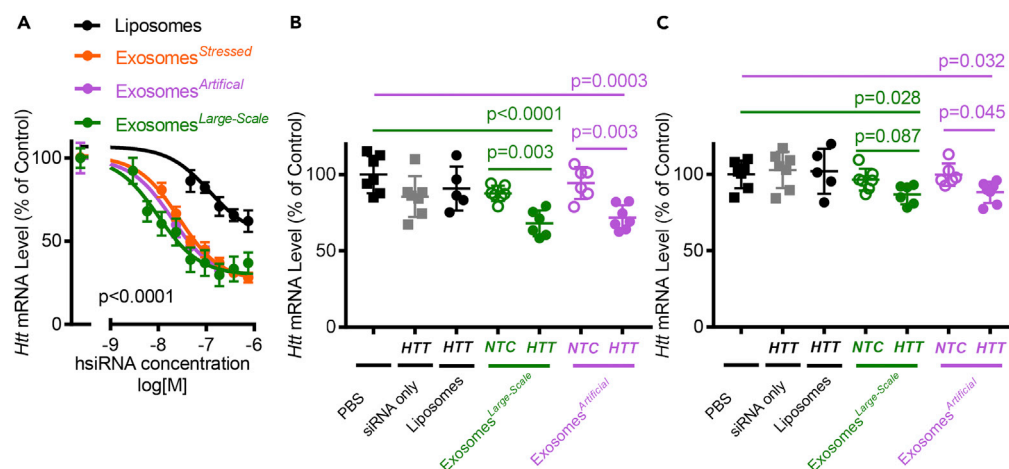 A
Liposomes
Exosomes Stressed
Exosomes Artifical
Exosomes Large-Scale
Htt mRNA Level (% of Control)
100
50
0
p<0.0001
-9 -8 -7 -6
hsiRNA concentration
log[M]
B
p=0.0003
p<0.0001
p=0.003 p=0.003
Htt mRNA Level (% of Control)
100
50
0
HTT HTT NTC HTT NTC HTT
PBS
siRNA only
Liposomes
Exosomes Large-Scale
Exosomes Artificial
C
p=0.032
p=0.028
p=0.045
p=0.087
Htt mRNA Level (% of Control)
100
50
0
HTT HTT NTC HTT NTC HTT
PBS
siRNA only
Liposomes
Exosomes Large-Scale
Exosomes Artificial